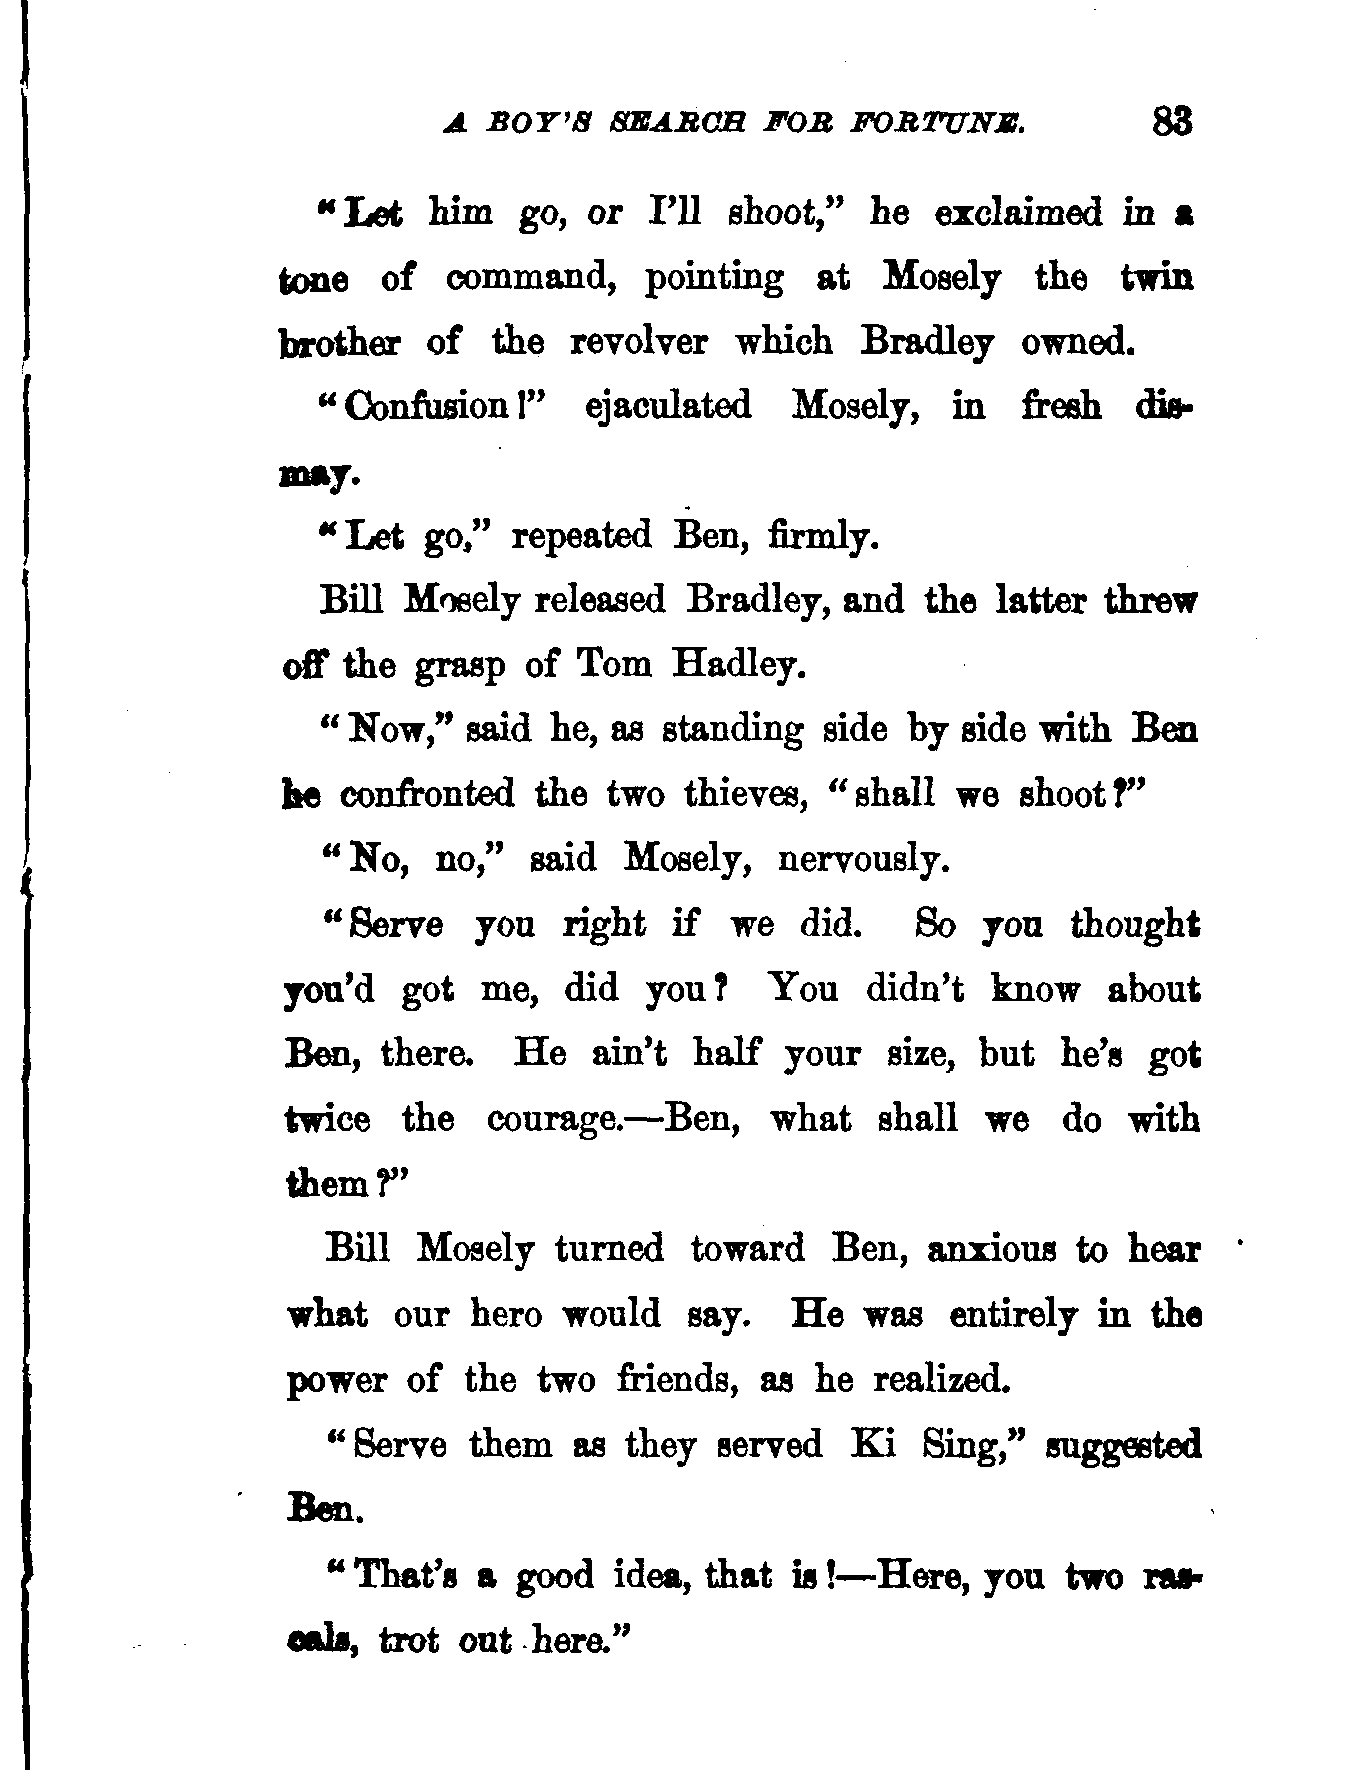 A BOY'S SEARCH FOR FORTUNE. 83
"Let him go, or I'll shoot," he exclaimed in a
tone of command, pointing at Mosely the twin
brother of the revolver which Bradley owned.
"Confusion!" ejaculated Mosely, in fresh dis-
may.
"Let go," repeated Ben, firmly.
Bill Mosely released Bradley, and the latter threw
off the grasp of Tom Hadley.
"Now," said he, as standing side by side with Ben
he confronted the two thieves, "shall we shoot?"
"No, no," said Mosely, nervously.
"Serve you right if we did. So you thought
you'd got me, did you? You didn't know about
Ben, there. He ain't half your size, but he's got
twice the courage.—Ben, what shall we do with
them?"
Bill Mosely turned toward Ben, anxious to hear
what our hero would say. He was entirely in the
power of the two friends, as he realized.
"Serve them as they served Ki Sing," suggested
Ben.
"That's a good idea, that is!—Here, you two ras-
cals, trot out here."